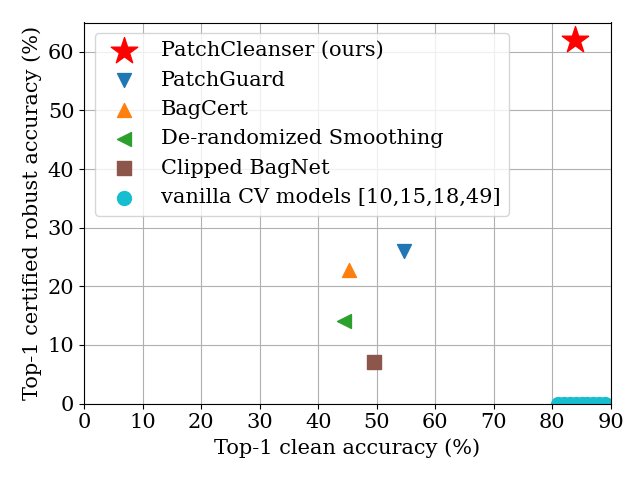 PatchCleanser (ours)
PatchGuard
BagCert
De-randomized Smoothing
Clipped BagNet
vanilla CV models [10,15,18,49]
Top-1 certified robust accuracy (%)
60
50
40
30
20
10
0
0 10 20 30 40 50 60 70 80 90
Top-1 clean accuracy (%)